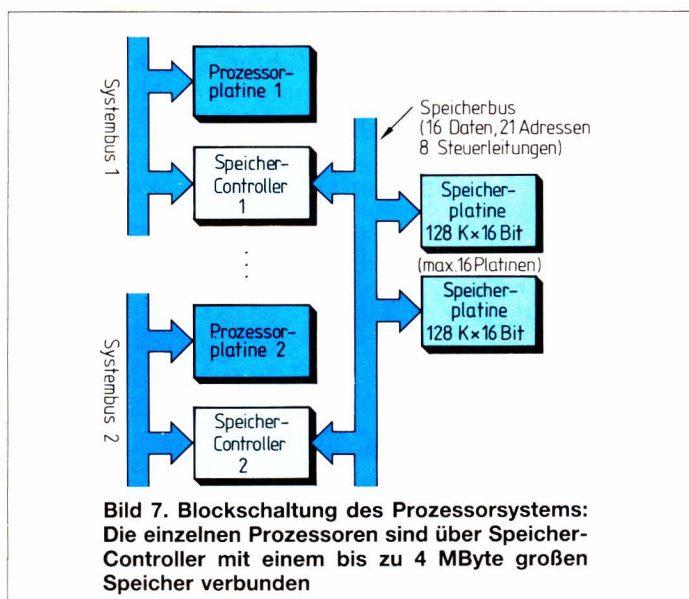 Systembus 1
Prozessor-
platine 1
Speicher-
Controller
1
Speicherbus
(16 Daten, 21 Adressen
8 Steuerleitungen)
Speicher-
platine
128 K×16 Bit
(max. 16 Platinen)
Speicher-
platine
128 K×16 Bit
Systembus 2
Prozessor-
platine 2
Speicher-
Controller
2
Bild 7. Blockschaltung des Prozessorsystems:
Die einzelnen Prozessoren sind über Speicher-
Controller mit einem bis zu 4 MByte großen
Speicher verbunden